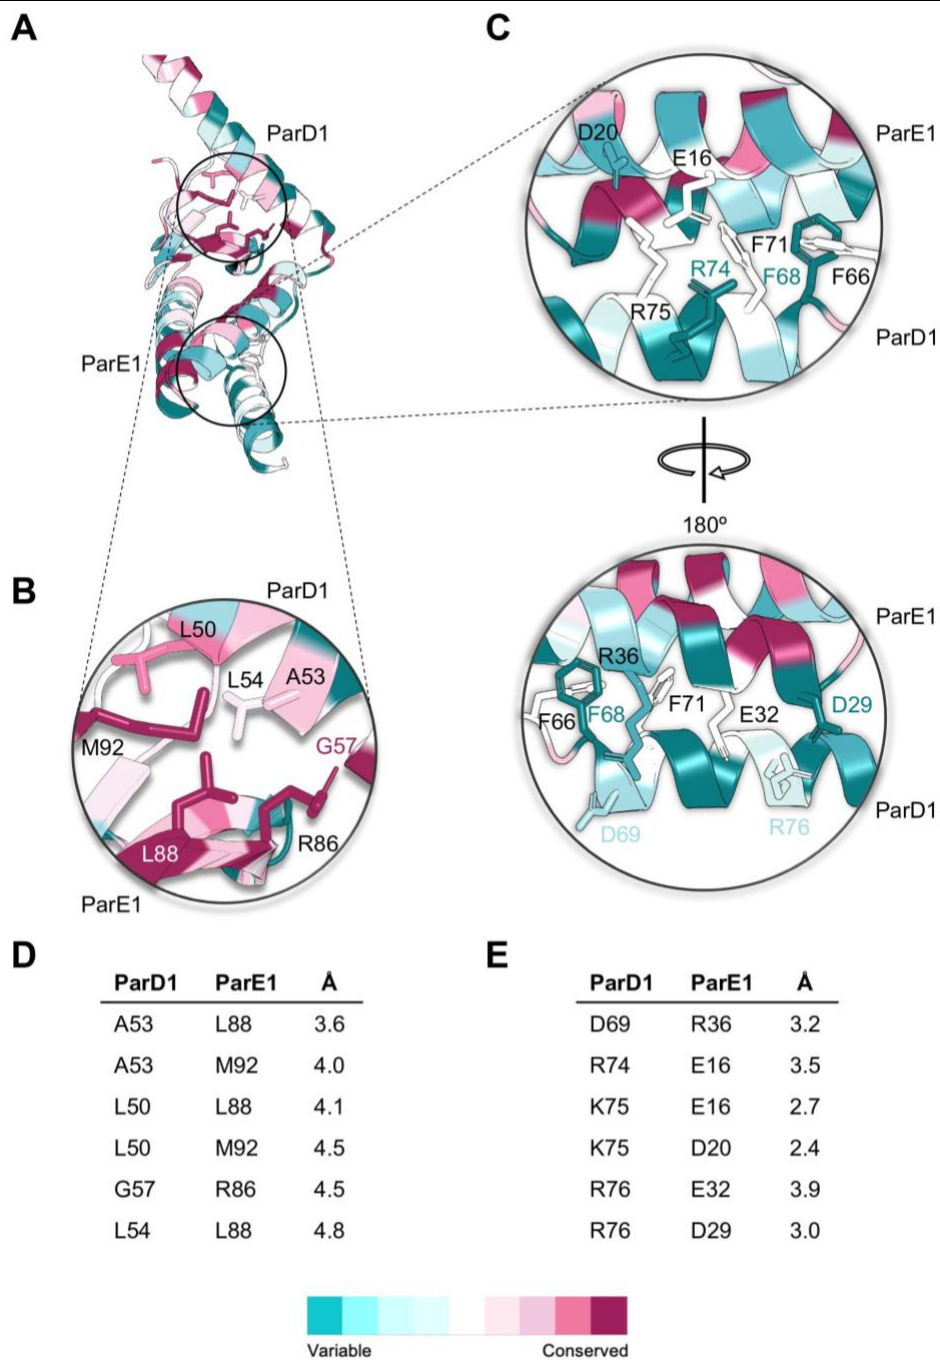 A
ParD1
ParE1
B
ParD1
L50
L54
A53
M92
G57
L88
R86
ParE1
C
D20
ParE1
E16
F71
R74
F68
F66
R75
ParD1
180º
ParE1
R36
F66
F68
F71
E32
D29
D69
R76
ParD1
D
ParD1 ParE1 Å
A53 L88 3.6
A53 M92 4.0
L50 L88 4.1
L50 M92 4.5
G57 R86 4.5
L54 L88 4.8
E
ParD1 ParE1 Å
D69 R36 3.2
R74 E16 3.5
K75 E16 2.7
K75 D20 2.4
R76 E32 3.9
R76 D29 3.0
Variable Conserved